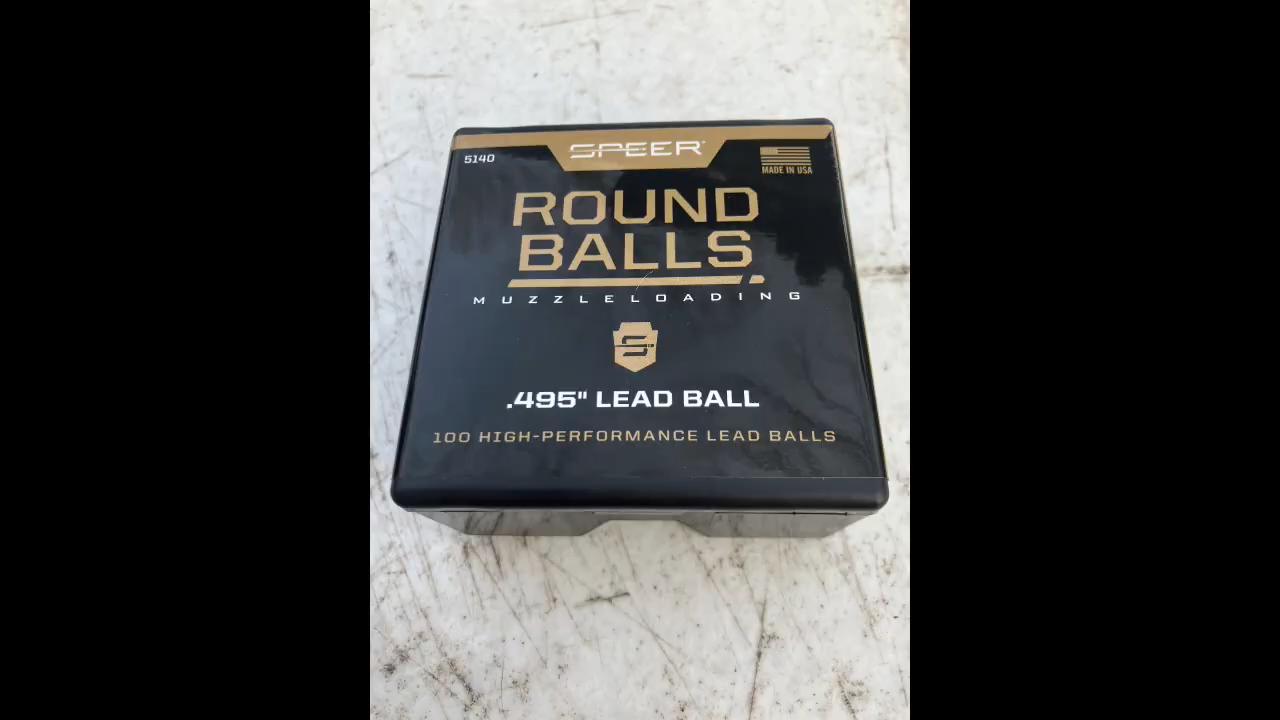 SPEER
5140
MADE IN USA
ROUND
BALLS
MUZZLELOADING
S
.495" LEAD BALL
100 HIGH-PERFORMANCE LEAD BALLS